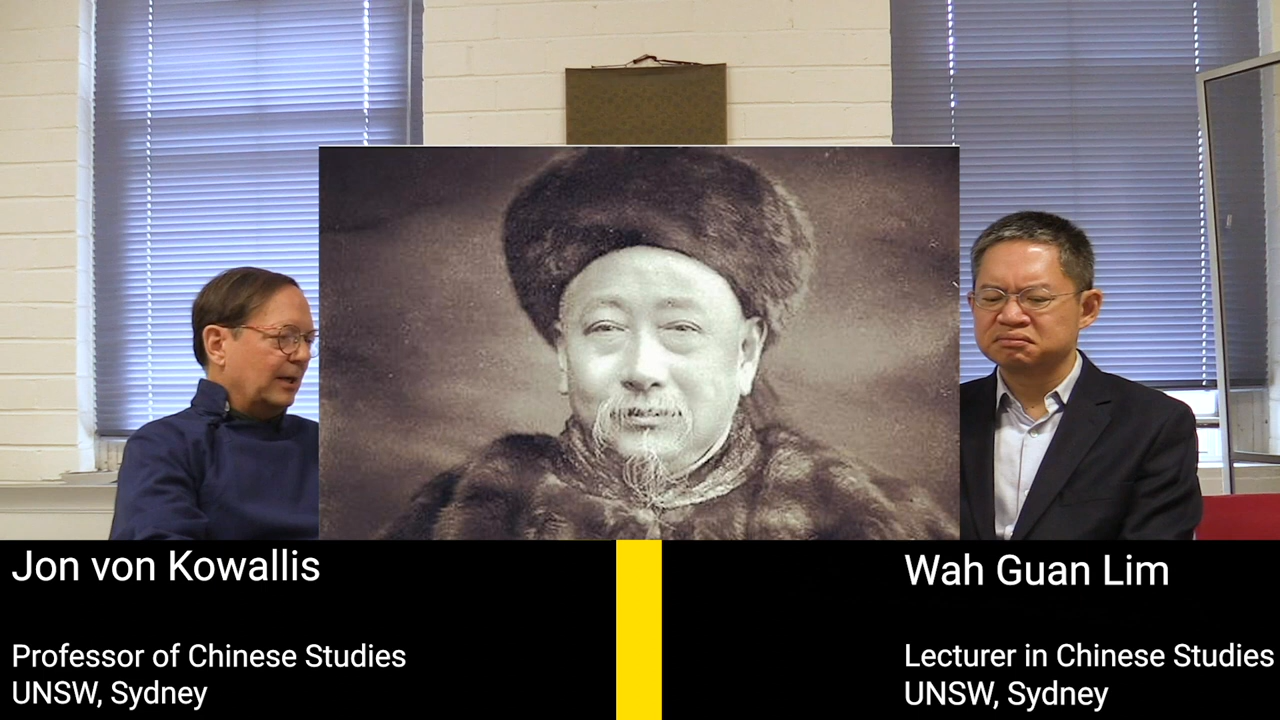 Jon von Kowallis
Professor of Chinese Studies
UNSW, Sydney
Wah Guan Lim
Lecturer in Chinese Studies
UNSW, Sydney